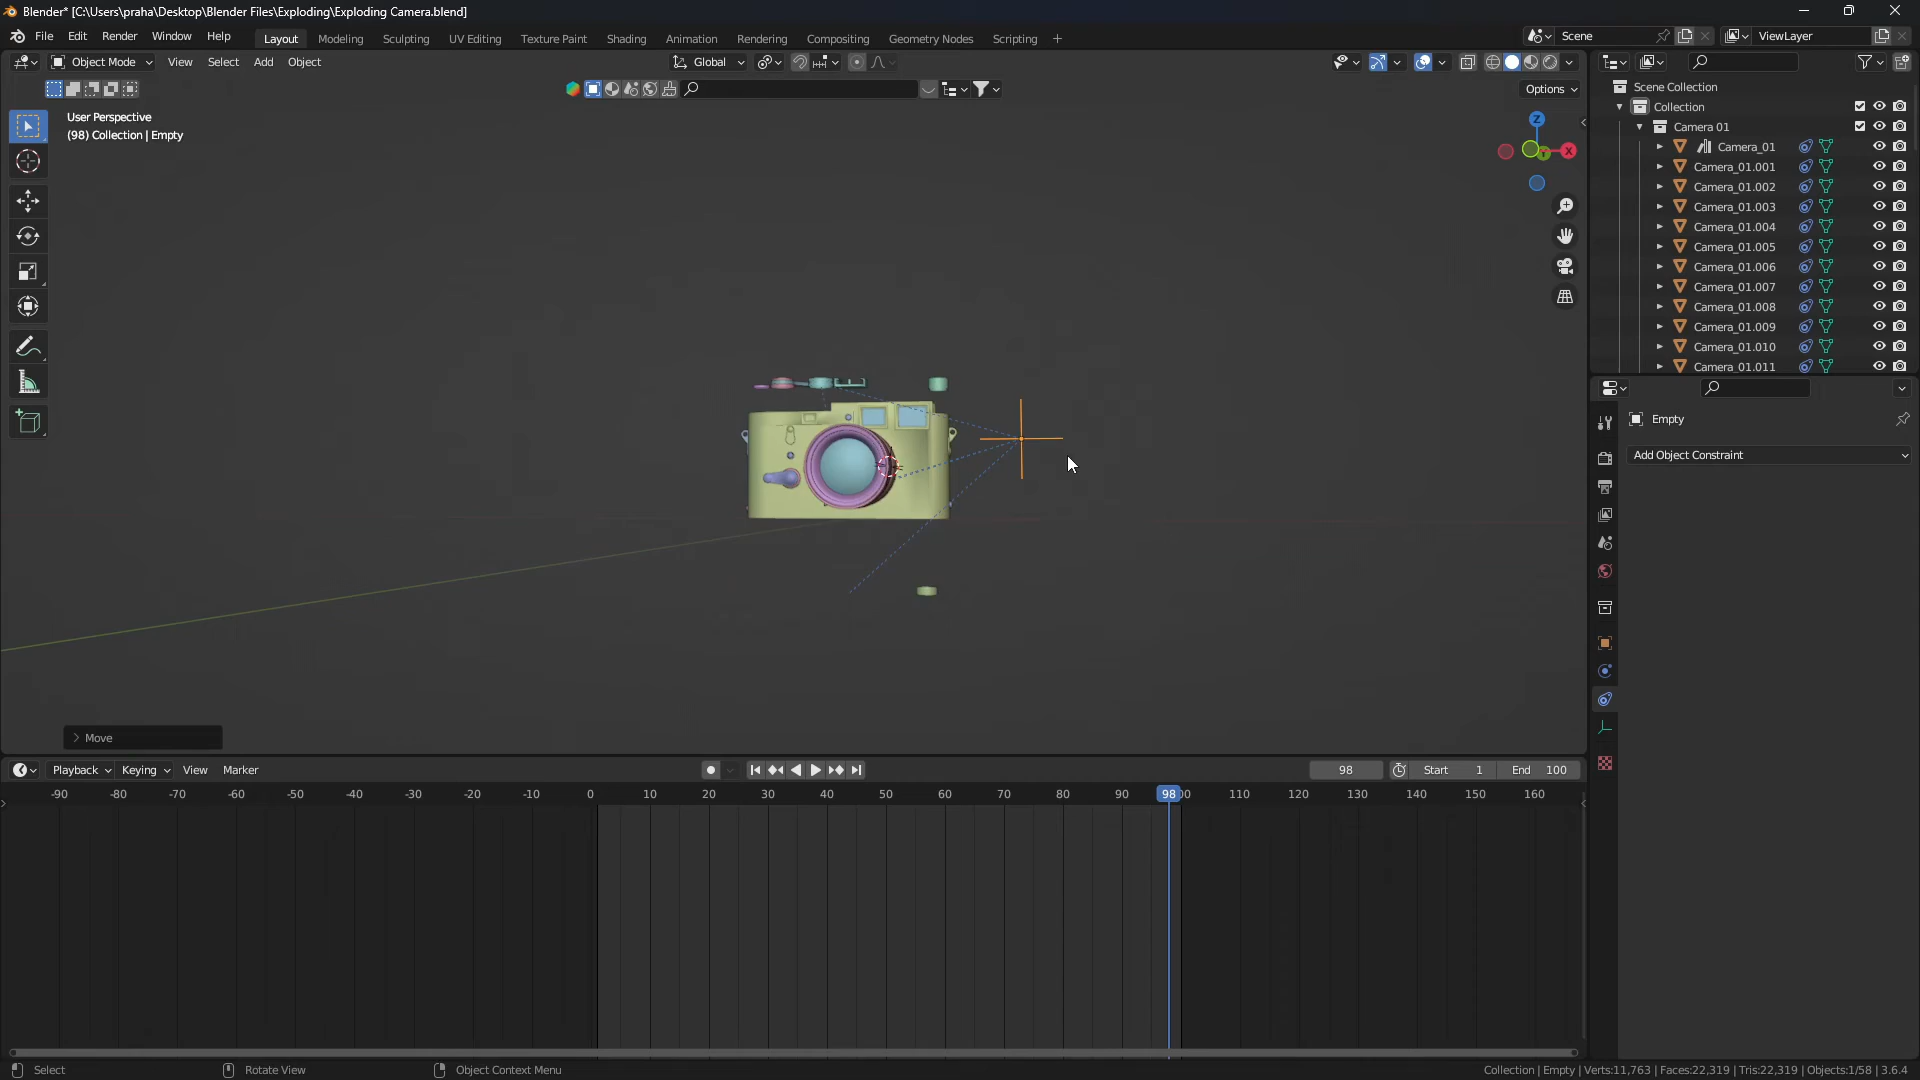 Blender* [C:\Users\praha\Desktop\Blender Files\Exploding\Exploding Camera.blend]
File Edit Render Window Help Layout Modeling Sculpting UV Editing Texture Paint Shading Animation Rendering Compositing Geometry Nodes Scripting + Scene ViewLayer
Object Mode View Select Add Object Global
Options
User Perspective
(98) Collection | Empty
Z
Y
X
Scene Collection
Collection
Camera 01
Camera_01
Camera_01.001
Camera_01.002
Camera_01.003
Camera_01.004
Camera_01.005
Camera_01.006
Camera_01.007
Camera_01.008
Camera_01.009
Camera_01.010
Camera_01.011
Empty
Add Object Constraint
> Move
Playback Keying View Marker 98 Start 1 End 100
-90 -80 -70 -60 -50 -40 -30 -20 -10 0 10 20 30 40 50 60 70 80 90 98 00 110 120 130 140 150 160
Select Rotate View Object Context Menu Collection | Empty | Verts:11,763 | Faces:22,319 | Tris:22,319 | Objects:1/58 | 3.6.4